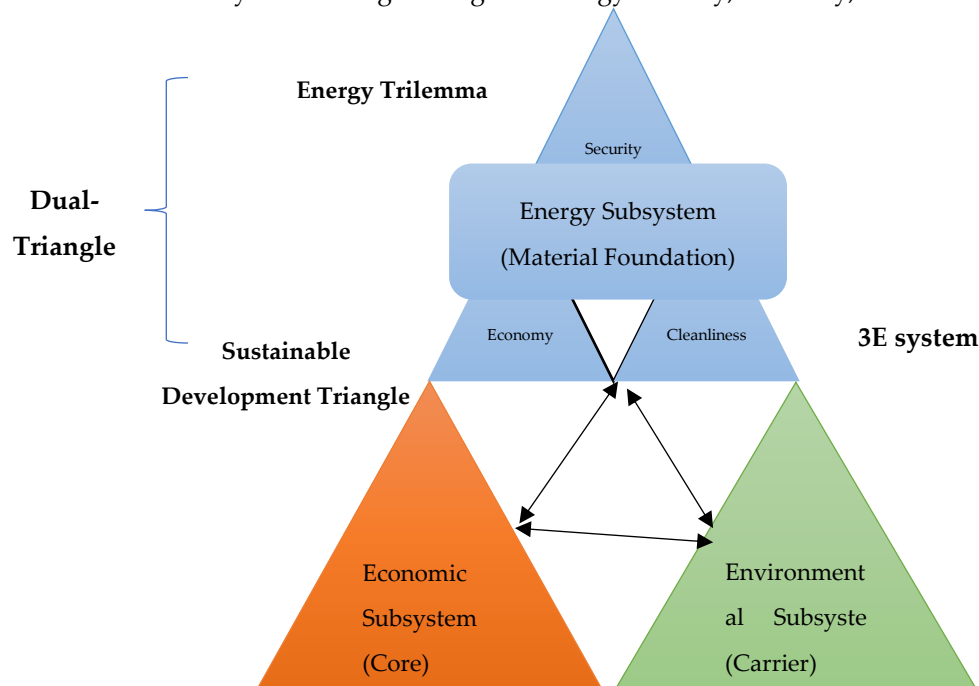 Energy Trilemma
Security
Dual-
Triangle
Energy Subsystem
(Material Foundation)
Economy
Cleanliness
3E system
Sustainable
Development Triangle
Economic
Subsystem
(Core)
Environment
al Subsyste
(Carrier)